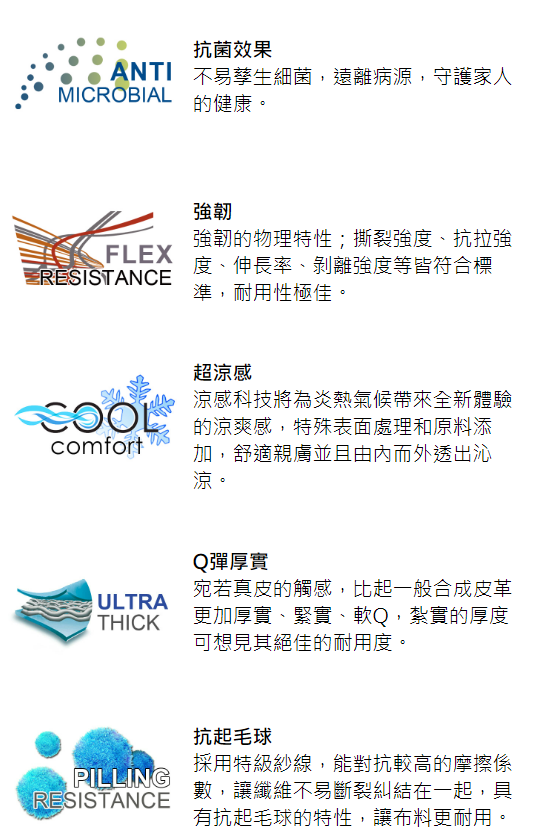 ANTI
MICROBIAL
抗菌效果
不易孳生細菌，遠離病源，守護家人
的健康。
FLEX
RESISTANCE
強韌
強韌的物理特性；撕裂強度、抗拉強
度、伸長率、剝離強度等皆符合標
準，耐用性極佳。
COOL
comfort
超涼感
涼感科技將為炎熱氣候帶來全新體驗
的涼爽感，特殊表面處理和原料添
加，舒適親膚並且由內而外透出沁
涼。
ULTRA
THICK
Q彈厚實
宛若真皮的觸感，比起一般合成皮革
更加厚實、緊實、軟Q，紮實的厚度
可想見其絕佳的耐用度。
PILLING
RESISTANCE
抗起毛球
採用特級紗線，能對抗較高的摩擦係
數，讓纖維不易斷裂糾結在一起，具
有抗起毛球的特性，讓布料更耐用。